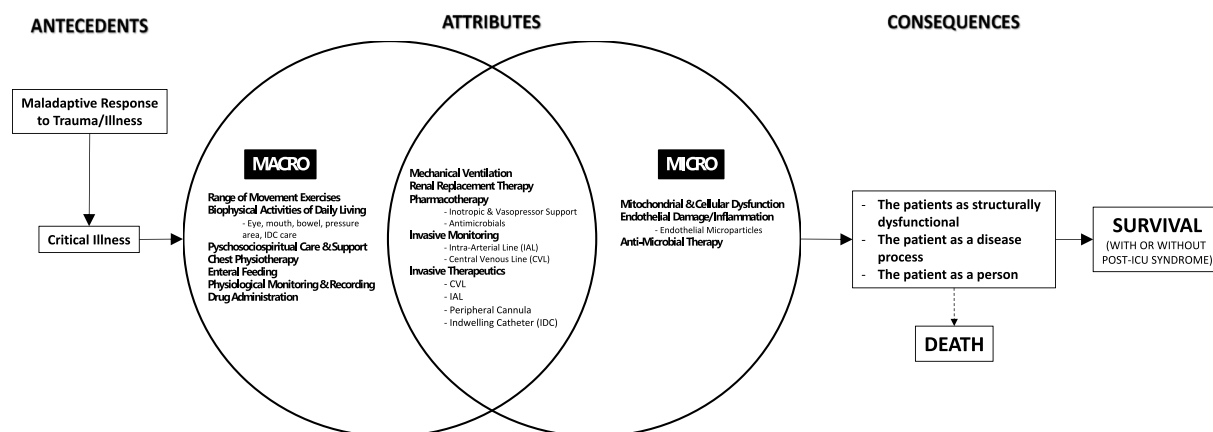 ANTECEDENTS
ATTRIBUTES
CONSEQUENCES
Maladaptive Response
to Trauma/Illness
Critical Illness
MACRO
Range of Movement Exercises
Biophysical Activities of Daily Living
- Eye, mouth, bowel, pressure
area, IDC care
Pyschosociospiritual Care & Support
Chest Physiotherapy
Enteral Feeding
Physiological Monitoring & Recording
Drug Administration
Mechanical Ventilation
Renal Replacement Therapy
Pharmacotherapy
- Inotropic & Vasopressor Support
- Antimicrobials
Invasive Monitoring
- Intra-Arterial Line (IAL)
- Central Venous Line (CVL)
Invasive Therapeutics
- CVL
- IAL
- Peripheral Cannula
- Indwelling Catheter (IDC)
MICRO
Mitochondrial & Cellular Dysfunction
Endothelial Damage/Inflammation
- Endothelial Microparticles
Anti-Microbial Therapy
- The patients as structurally
dysfunctional
- The patient as a disease
process
- The patient as a person
SURVIVAL
(WITH OR WITHOUT
POST-ICU SYNDROME)
DEATH